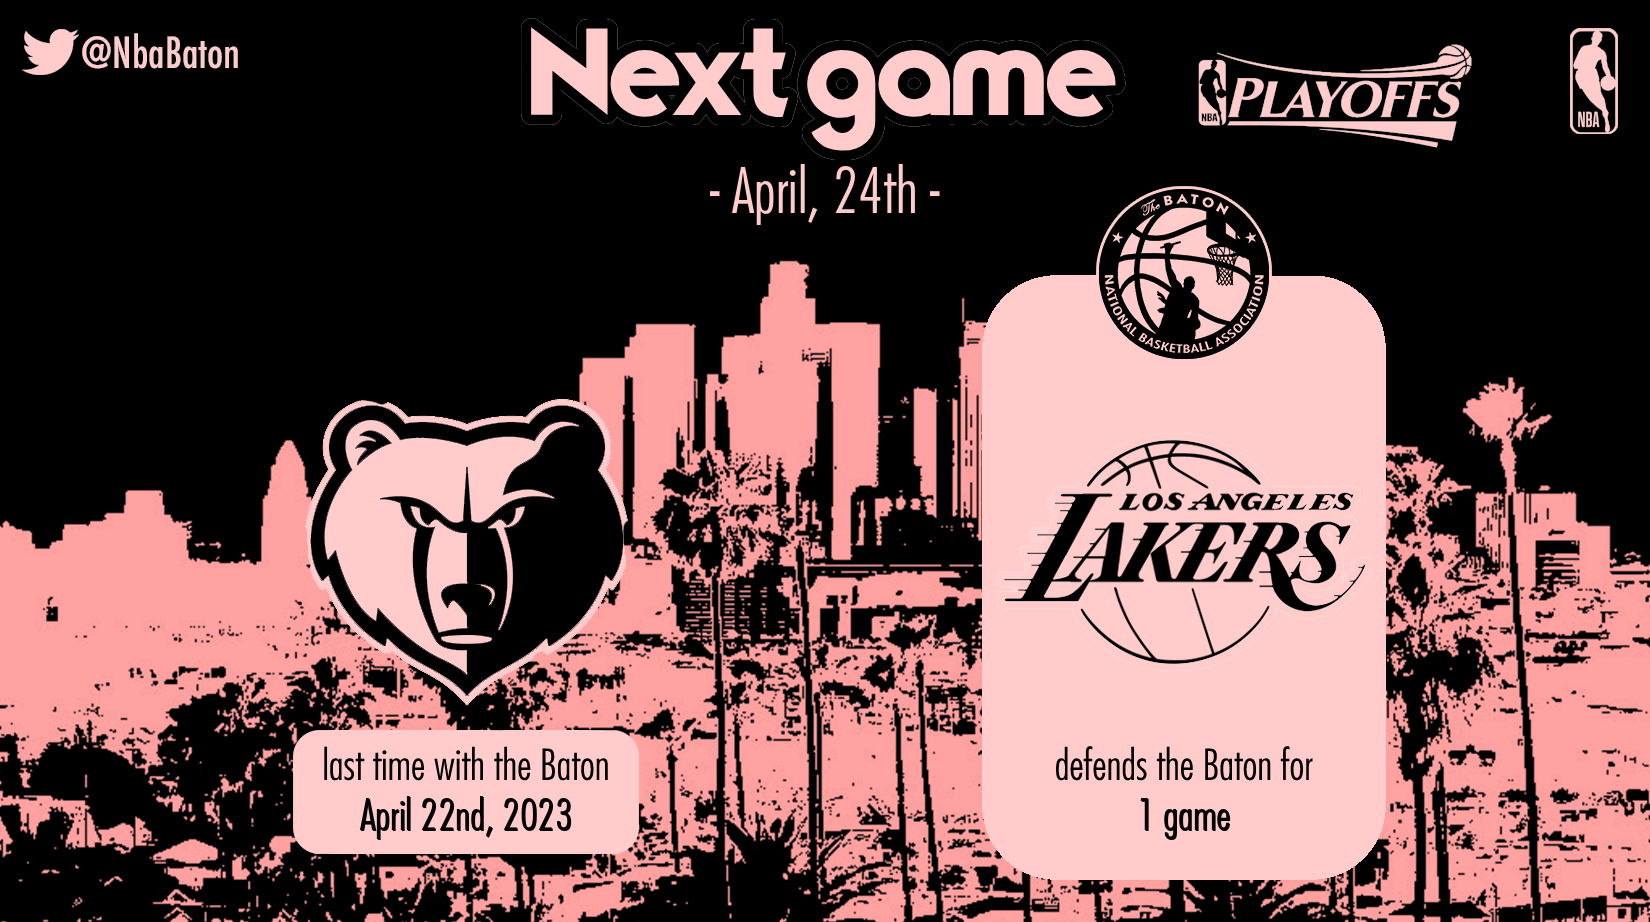 @NbaBaton
Next game
NBA
PLAYOFFS
NBA
- April, 24th -
The BATON
NATIONAL BASKETBALL ASSOCIATION
LOS ANGELES
LAKERS
last time with the Baton
April 22nd, 2023
defends the Baton for
1 game